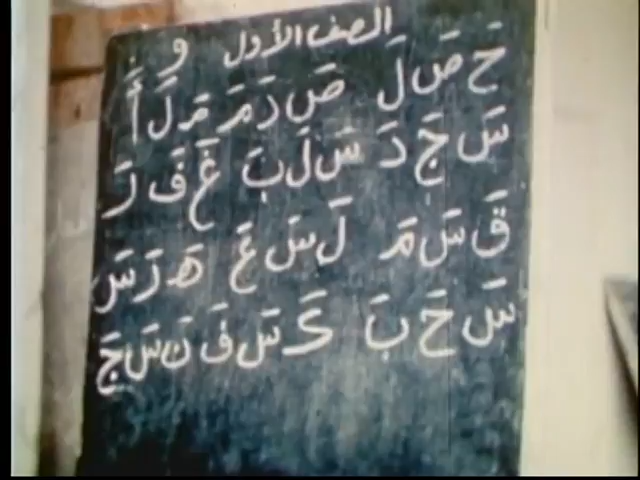 الصف الأول و
حَ صَ لَ صَ دَ مَ مَ لَ أَ
سَ جَ دَ سَ لَ بَ غَ فَ رَ
قَ سَ مَ لَ سَ عَ هَ رَ سَ
سَ حَ بَ كَ سَ فَ نَ سَ جَ